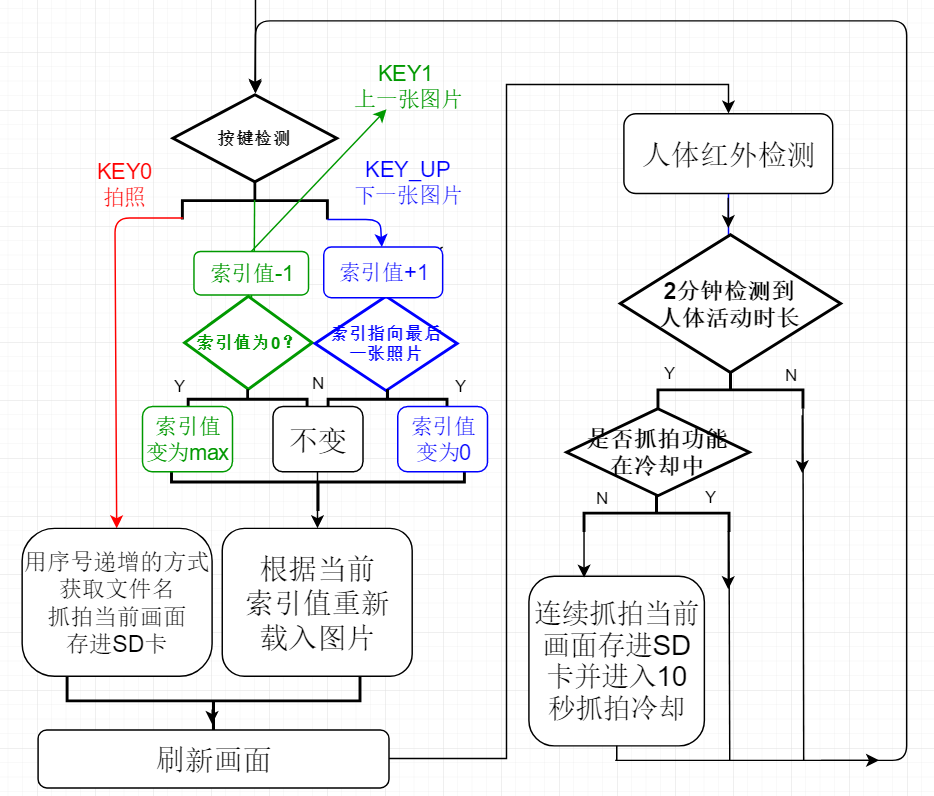 按键检测
KEY1
上一张图片
KEY0
拍照
KEY_UP
下一张图片
索引值-1
索引值+1
索引值为0？
索引指向最后
一张照片
Y
N
Y
索引值
变为max
不变
索引值
变为0
用序号递增的方式
获取文件名
抓拍当前画面
存进SD卡
根据当前
索引值重新
载入图片
刷新画面
人体红外检测
2分钟检测到
人体活动时长
Y
N
是否抓拍功能
在冷却中
N
Y
连续抓拍当前
画面存进SD
卡并进入10
秒抓拍冷却